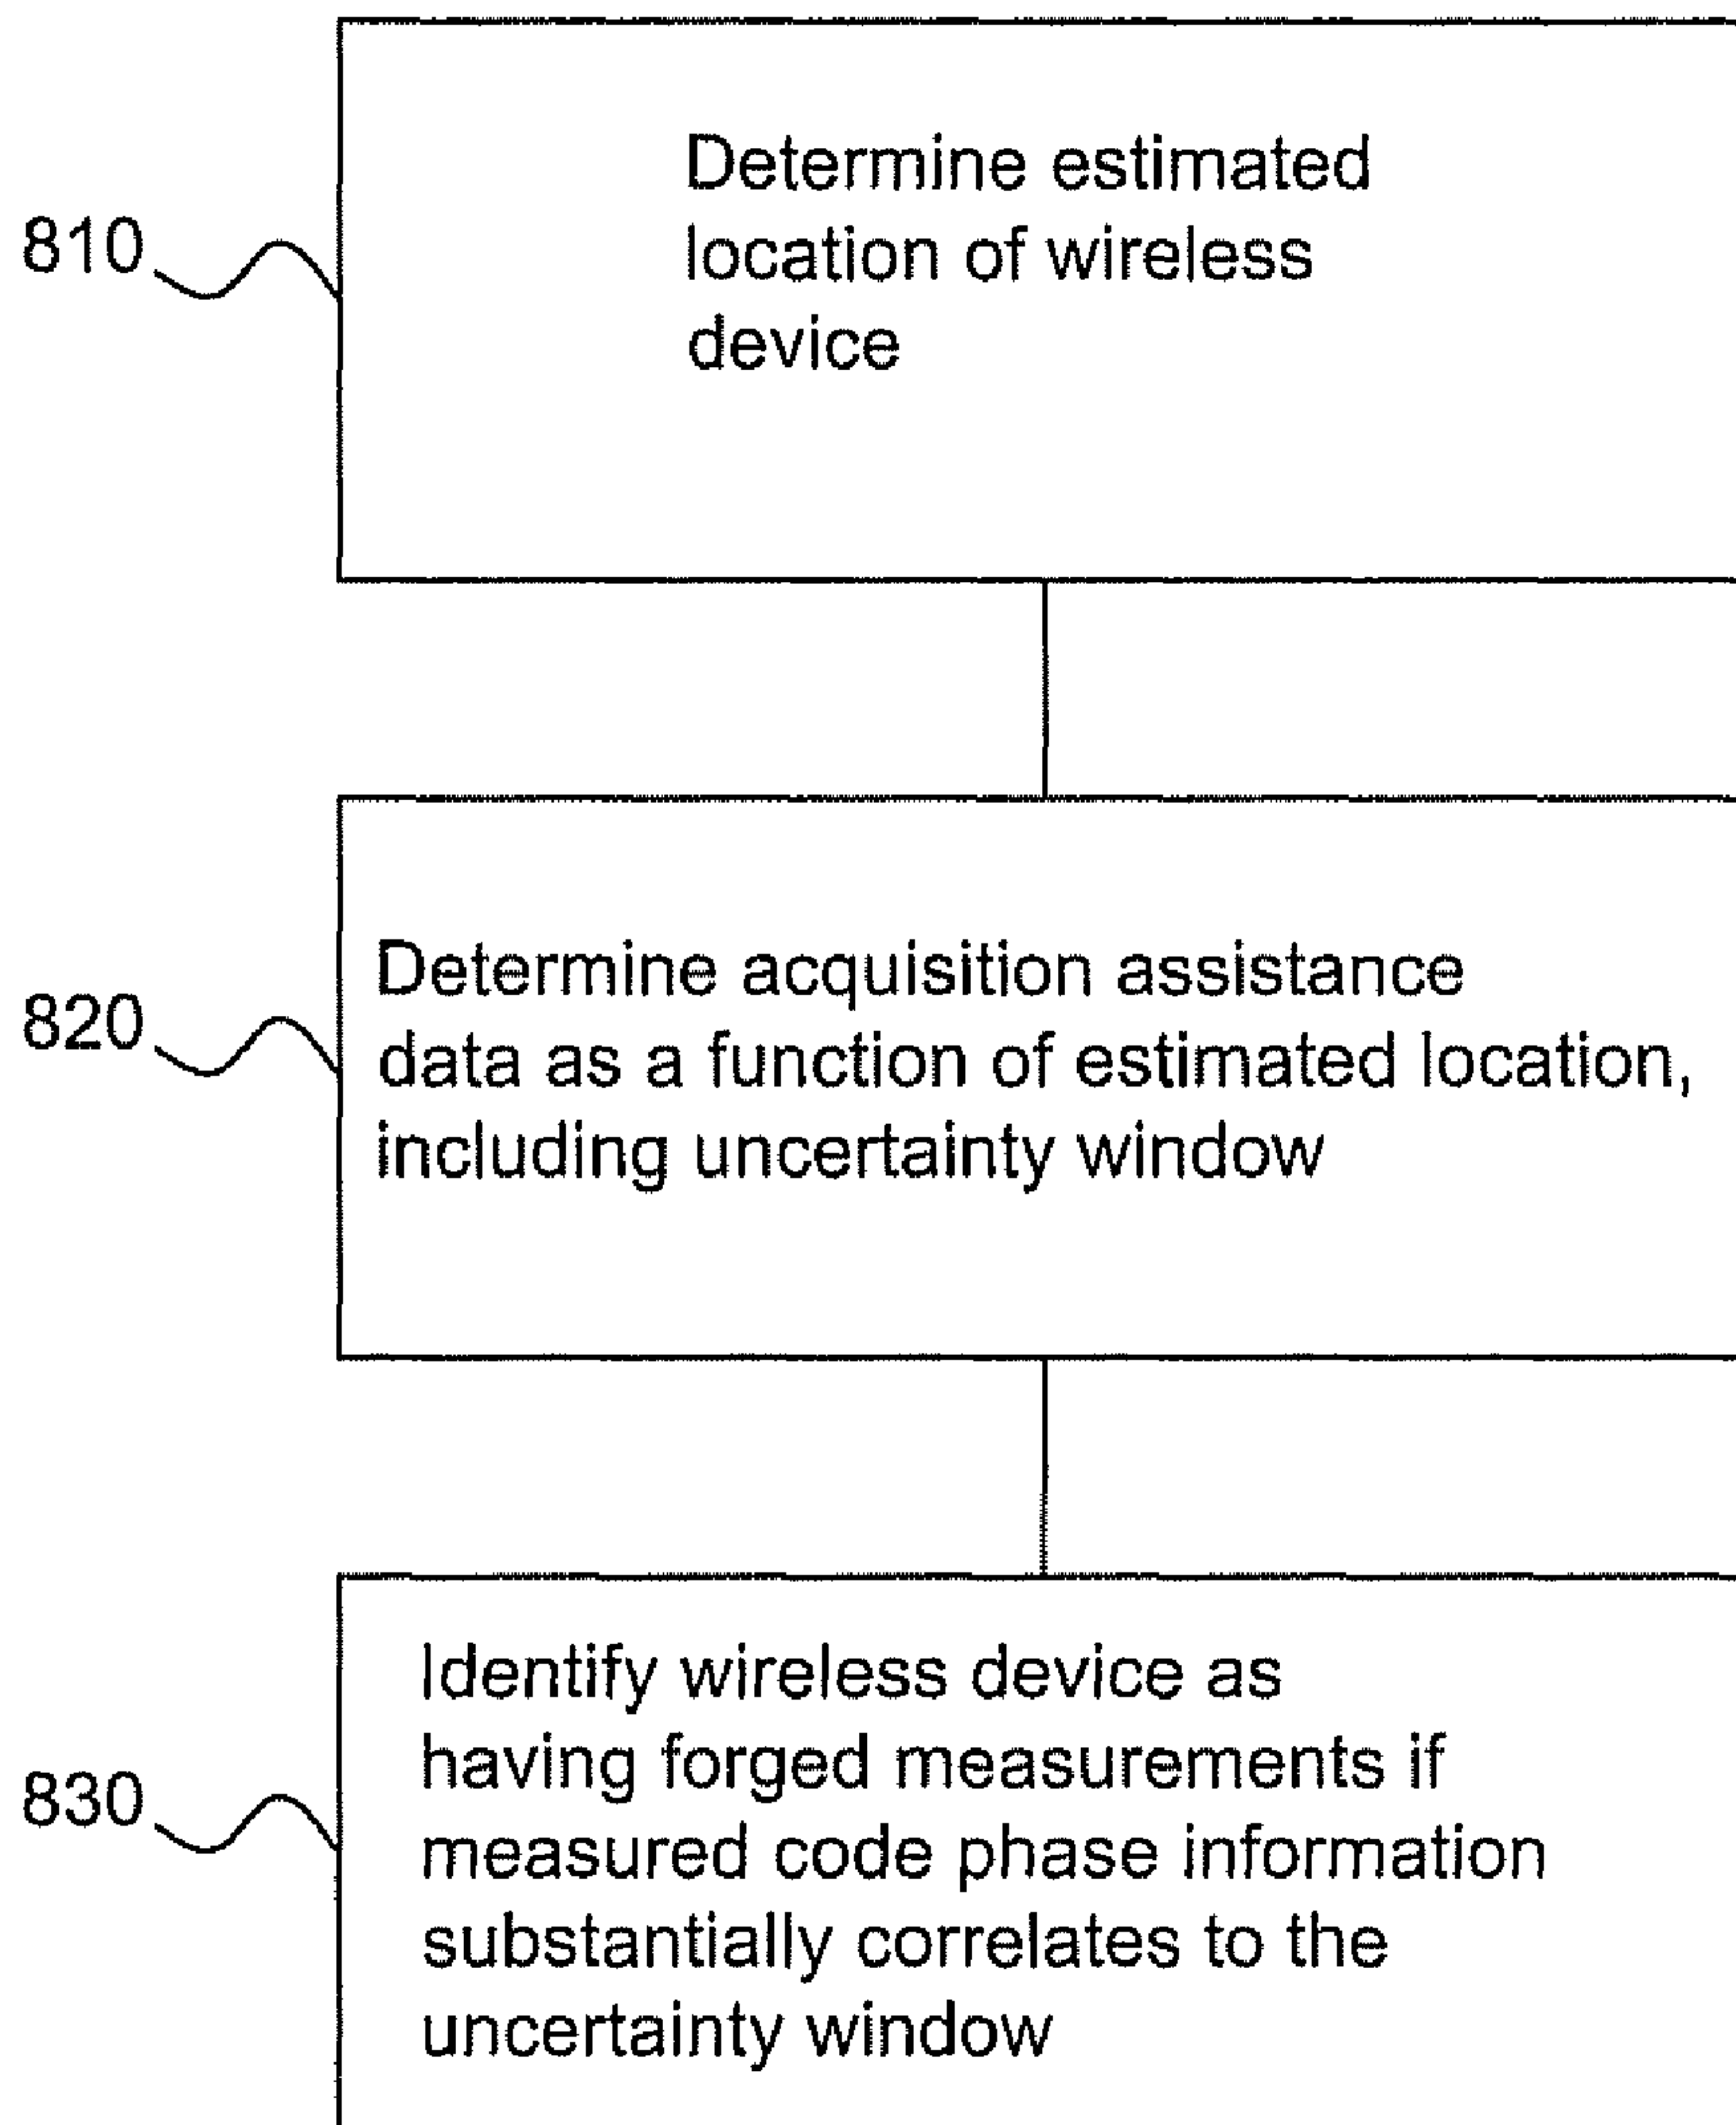 810
Determine estimated
location of wireless
device
820
Determine acquisition assistance
data as a function of estimated location,
including uncertainty window
830
Identify wireless device as
having forged measurements if
measured code phase information
substantially correlates to the
uncertainty window